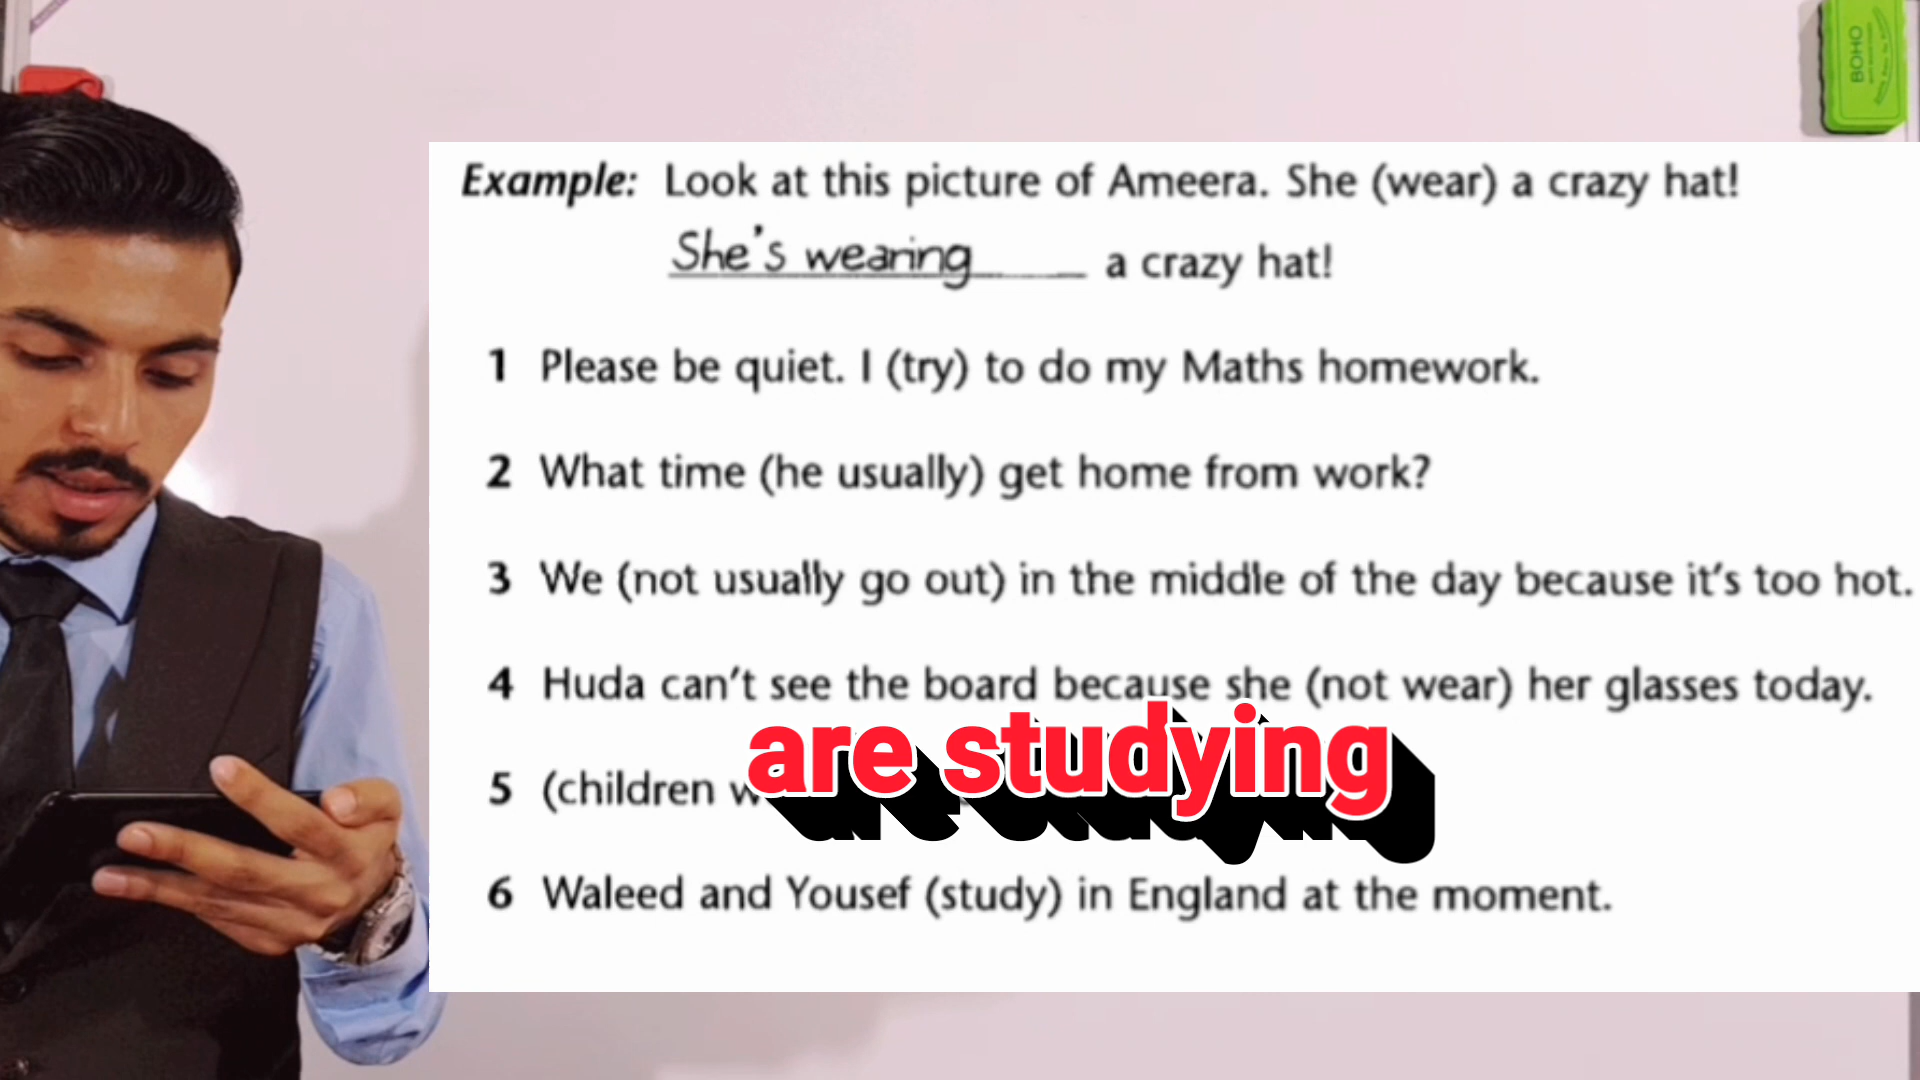 BOHO
Example: Look at this picture of Ameera. She (wear) a crazy hat!
She's wearing a crazy hat!
1 Please be quiet. I (try) to do my Maths homework.
2 What time (he usually) get home from work?
3 We (not usually go out) in the middle of the day because it's too hot.
4 Huda can't see the board because she (not wear) her glasses today.
are studying
5 (children
6 Waleed and Yousef (study) in England at the moment.